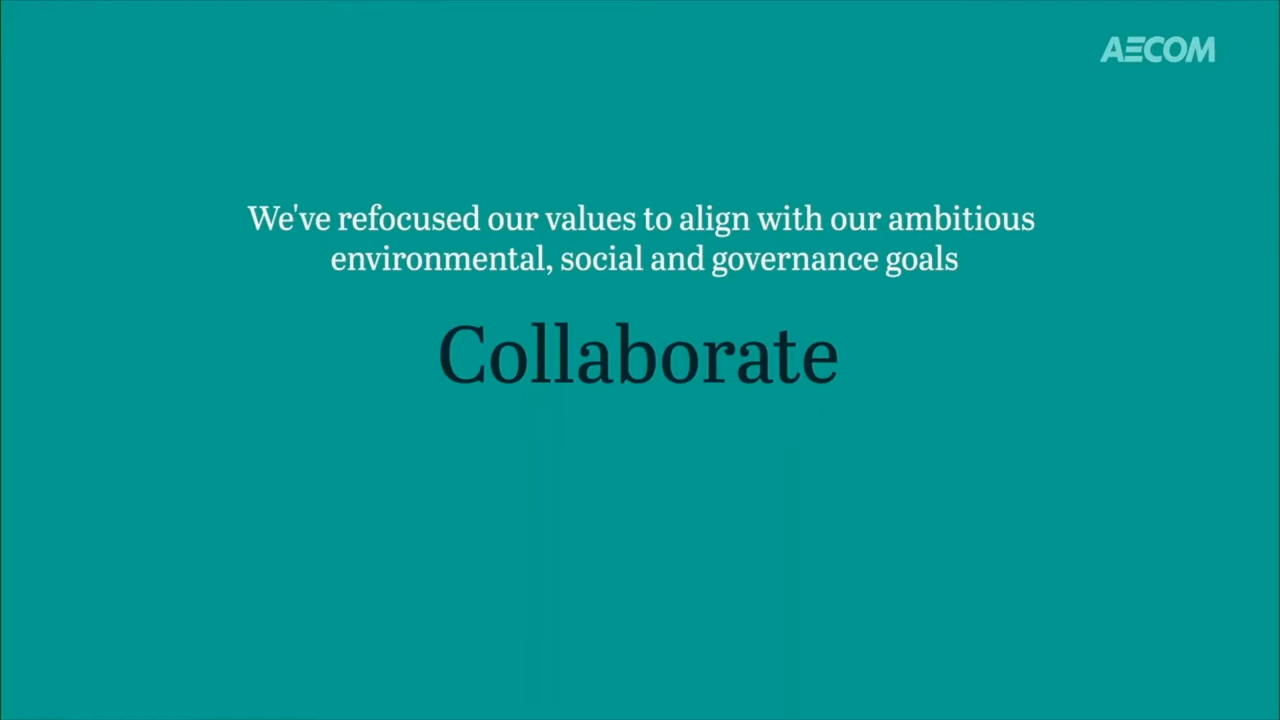 AECOM
We've refocused our values to align with our ambitious
environmental, social and governance goals
Collaborate